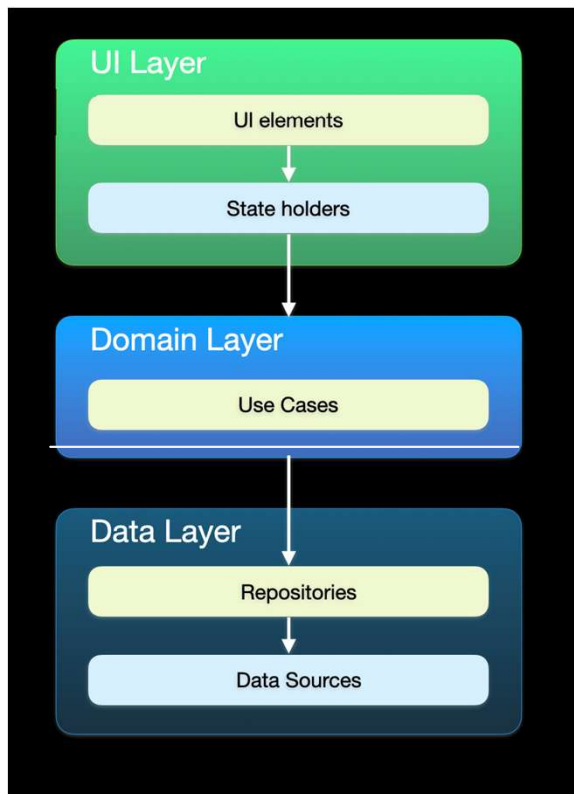 UI Layer
UI elements
State holders
Domain Layer
Use Cases
Data Layer
Repositories
Data Sources